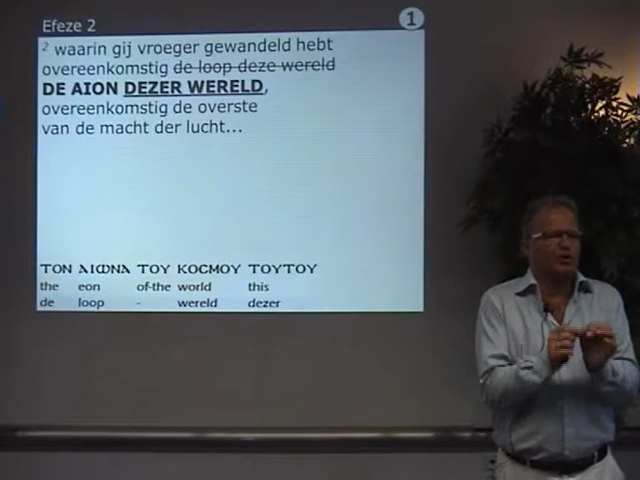 Efeze 2
1
2 waarin gij vroeger gewandeld hebt
overeenkomstig de loop deze wereld
DE AION DEZER WERELD,
overeenkomstig de overste
van de macht der lucht...
ΤΟΝ ΑΙΩΝΑ ΤΟΥ ΚΟϹΜΟΥ ΤΟΥΤΟΥ
the eon of-the world this
de loop - wereld dezer